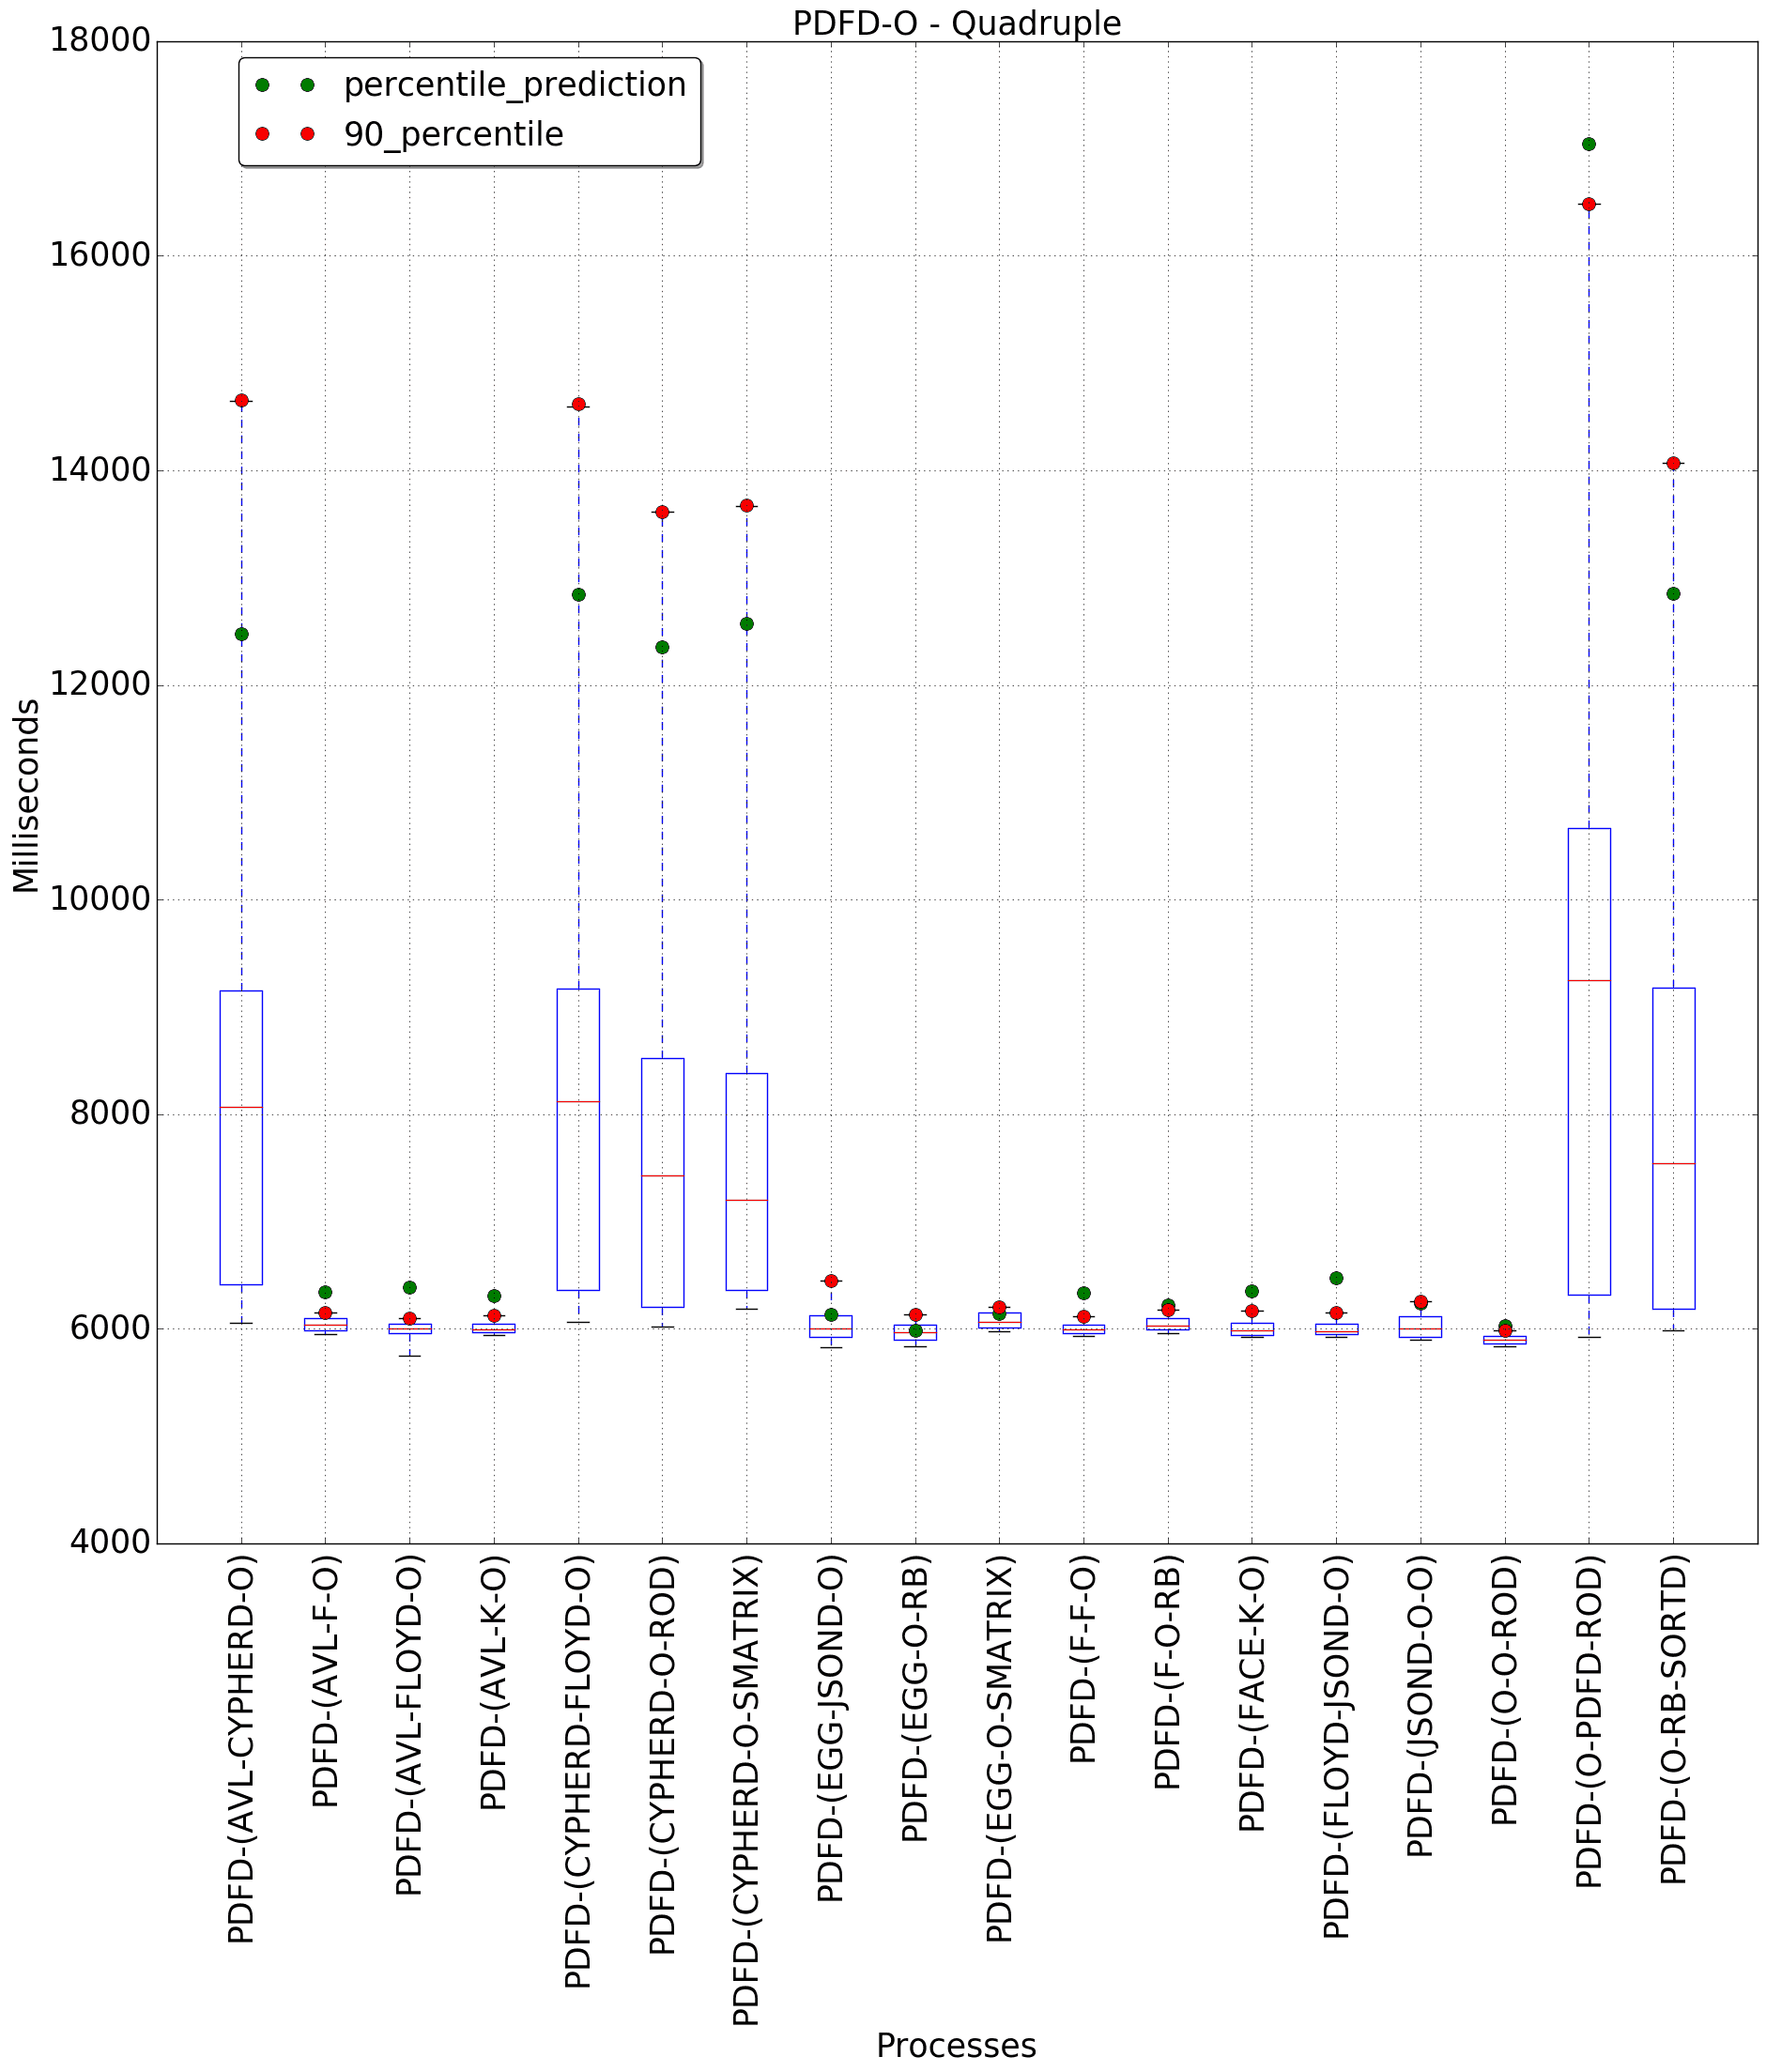 PDFD-O - Quadruple
percentile_prediction
90_percentile
18000
16000
14000
12000
10000
8000
6000
4000
Milliseconds
PDFD-(AVL-CYPHERD-O)
PDFD-(AVL-F-O)
PDFD-(AVL-FLOYD-O)
PDFD-(AVL-K-O)
PDFD-(CYPHERD-FLOYD-O)
PDFD-(CYPHERD-O-ROD)
PDFD-(CYPHERD-O-SMATRIX)
PDFD-(EGG-JSOND-O)
PDFD-(EGG-O-RB)
PDFD-(EGG-O-SMATRIX)
PDFD-(F-F-O)
PDFD-(F-O-RB)
PDFD-(FACE-K-O)
PDFD-(FLOYD-JSOND-O)
PDFD-(JSOND-O-O)
PDFD-(O-O-ROD)
PDFD-(O-PDFD-ROD)
PDFD-(O-RB-SORTD)
Processes